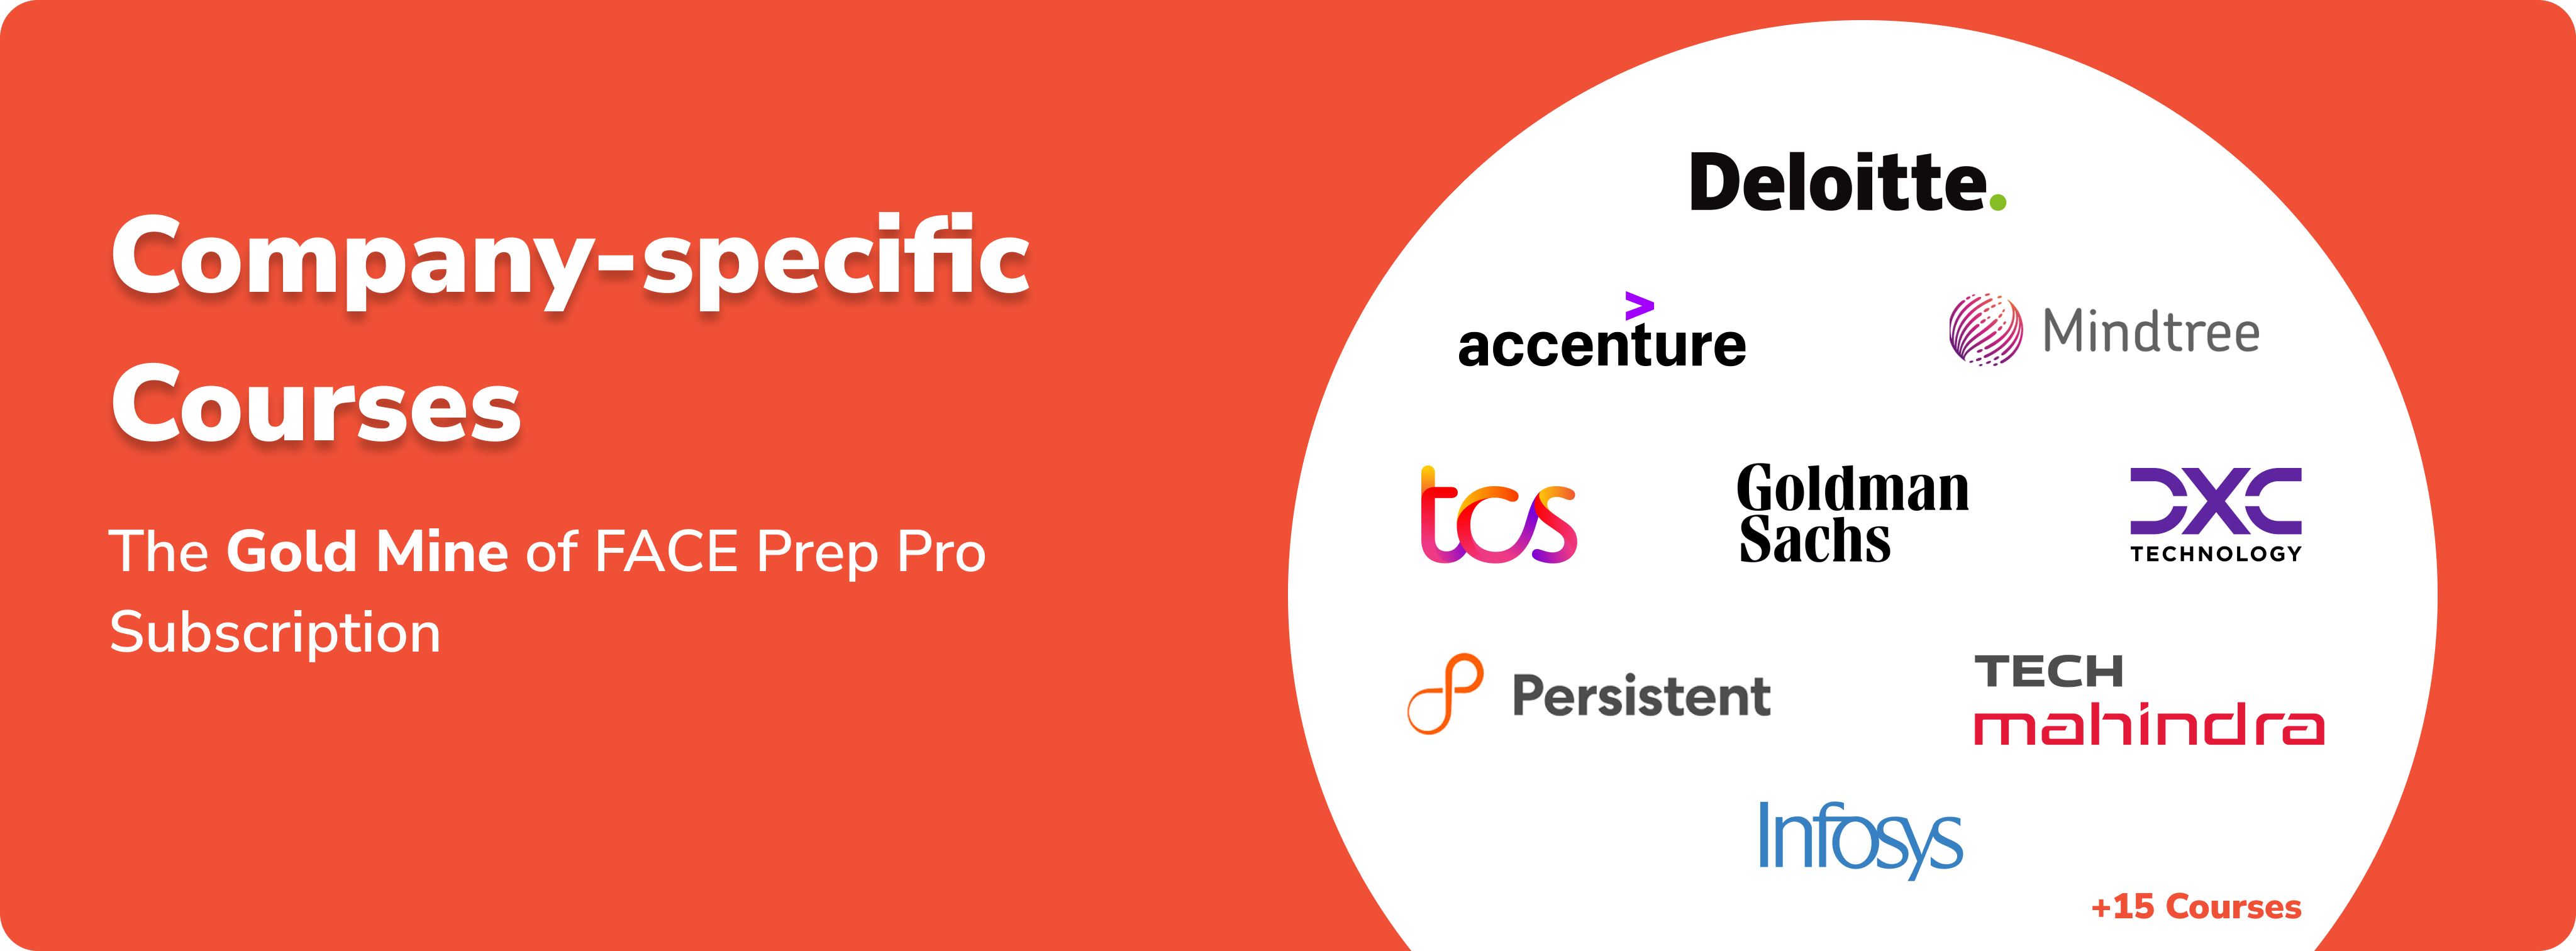 Company-specific
Courses
The Gold Mine of FACE Prep Pro
Subscription
Deloitte.
accenture
>
Mindtree
tcs
Goldman
Sachs
DXC
TECHNOLOGY
Persistent
TECH
mahindra
Infosys
+15 Courses